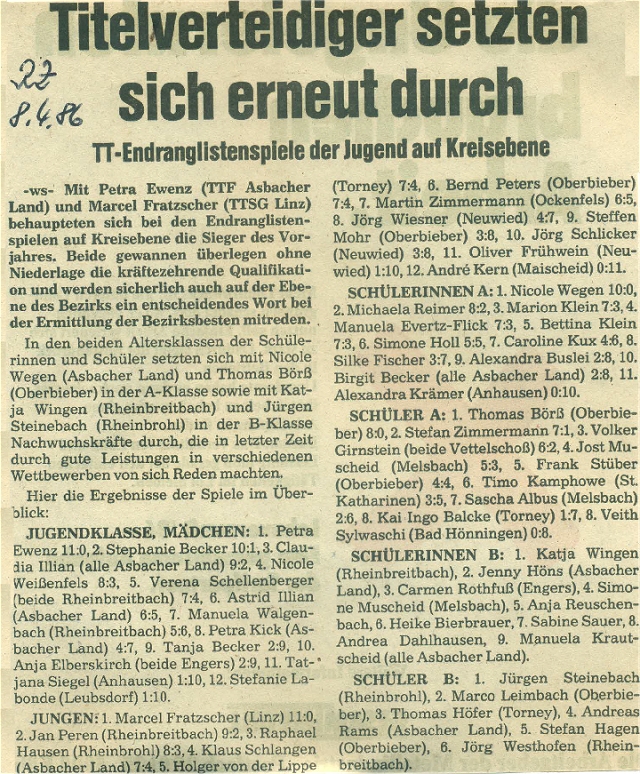 Titelverteidiger setzten
sich erneut durch
RZ
8.4.86
TT-Endranglistenspiele der Jugend auf Kreisebene
-ws- Mit Petra Ewenz (TTF Asbacher
Land) und Marcel Fratzscher (TTSG Linz)
behaupteten sich bei den Endranglisten-
spielen auf Kreisebene die Sieger des Vor-
jahres. Beide gewannen überlegen ohne
Niederlage die kräftezehrende Qualifikati-
on und werden sicherlich auch auf der Ebe-
ne des Bezirks ein entscheidendes Wort bei
der Ermittlung der Bezirksbesten mitreden.
In den beiden Altersklassen der Schüle-
rinnen und Schüler setzten sich mit Nicole
Wegen (Asbacher Land) und Thomas Börß
(Oberbieber) in der A-Klasse sowie mit Kat-
ja Wingen (Rheinbreitbach) und Jürgen
Steinebach (Rheinbrohl) in der B-Klasse
Nachwuchskräfte durch, die in letzter Zeit
durch gute Leistungen in verschiedenen
Wettbewerben von sich Reden machten.
Hier die Ergebnisse der Spiele im Über-
blick:
JUGENDKLASSE, MÄDCHEN: 1. Petra
Ewenz 11:0, 2. Stephanie Becker 10:1, 3. Clau-
dia Illian (alle Asbacher Land) 9:2, 4. Nicole
Weißenfels 8:3, 5. Verena Schellenberger
(beide Rheinbreitbach) 7:4, 6. Astrid Illian
(Asbacher Land) 6:5, 7. Manuela Walgen-
bach (Rheinbreitbach) 5:6, 8. Petra Kick (As-
bacher Land) 4:7, 9. Tanja Becker 2:9, 10.
Anja Elberskirch (beide Engers) 2:9, 11. Tat-
jana Siegel (Anhausen) 1:10, 12. Stefanie La-
bonde (Leubsdorf) 1:10.
JUNGEN: 1. Marcel Fratzscher (Linz) 11:0,
2. Jan Peren (Rheinbreitbach) 9:2, 3. Raphael
Hausen (Rheinbrohl) 8:3, 4. Klaus Schlangen
(Asbacher Land) 7:4, 5. Holger von der Lippe
(Torney) 7:4, 6. Bernd Peters (Oberbieber)
7:4, 7. Martin Zimmermann (Ockenfels) 6:5,
8. Jörg Wiesner (Neuwied) 4:7, 9. Steffen
Mohr (Oberbieber) 3:8, 10. Jörg Schlicker
(Neuwied) 3:8, 11. Oliver Frühwein (Neu-
wied) 1:10, 12. André Kern (Maischeid) 0:11.
SCHÜLERINNEN A: 1. Nicole Wegen 10:0,
2. Michaela Reimer 8:2, 3. Marion Klein 7:3, 4.
Manuela Evertz-Flick 7:3, 5. Bettina Klein
7:3, 6. Simone Holl 5:5, 7. Caroline Kux 4:6, 8.
Silke Fischer 3:7, 9. Alexandra Buslei 2:8, 10.
Birgit Becker (alle Asbacher Land) 2:8, 11.
Alexandra Krämer (Anhausen) 0:10.
SCHÜLER A: 1. Thomas Börß (Oberbie-
ber) 8:0, 2. Stefan Zimmermann 7:1, 3. Volker
Girnstein (beide Vettelschoß) 6:2, 4. Jost Mu-
scheid (Melsbach) 5:3, 5. Frank Stüber
(Oberbieber) 4:4, 6. Timo Kamphowe (St.
Katharinen) 3:5, 7. Sascha Albus (Melsbach)
2:6, 8. Kai Ingo Balcke (Torney) 1:7, 8. Veith
Sylwaschi (Bad Hönningen) 0:8.
SCHÜLERINNEN B: 1. Katja Wingen
(Rheinbreitbach), 2. Jenny Höns (Asbacher
Land), 3. Carmen Rothfuß (Engers), 4. Simo-
ne Muscheid (Melsbach), 5. Anja Reuschen-
bach, 6. Heike Bierbrauer, 7. Sabine Sauer, 8.
Andrea Dahlhausen, 9. Manuela Kraut-
scheid (alle Asbacher Land).
SCHÜLER B: 1. Jürgen Steinebach
(Rheinbrohl), 2. Marco Leimbach (Oberbie-
ber), 3. Thomas Höfer (Torney), 4. Andreas
Rams (Asbacher Land), 5. Stefan Hagen
(Oberbieber), 6. Jörg Westhofen (Rhein-
breitbach).